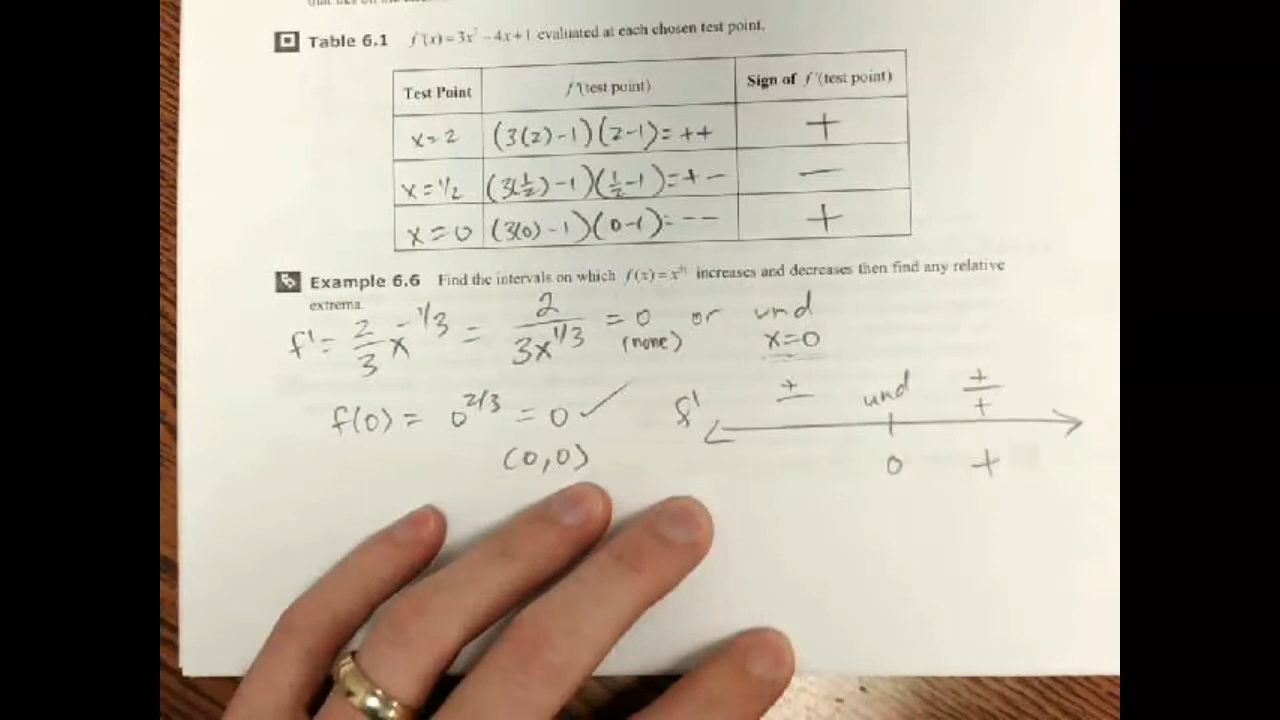 Table 6.1 f'(x) = 3x² − 4x + 1 evaluated at each chosen test point.
Test Point f'(test point) Sign of f'(test point)
x = 2 (3(2) − 1)(2 − 1) = ++ +
x = 1/2 (3(½) − 1)(½ − 1) = + − −
x = 0 (3(0) − 1)(0 − 1) = − − +
Example 6.6 Find the intervals on which f(x) = x^(2/3) increases and decreases then find any relative
extrema.
f' = 2/3 x^(-1/3) = 2/(3x^(1/3)) = 0 or und
(none) x = 0
f(0) = 0^(2/3) = 0 ✓
(0,0)
f' + − und +/+
0 +